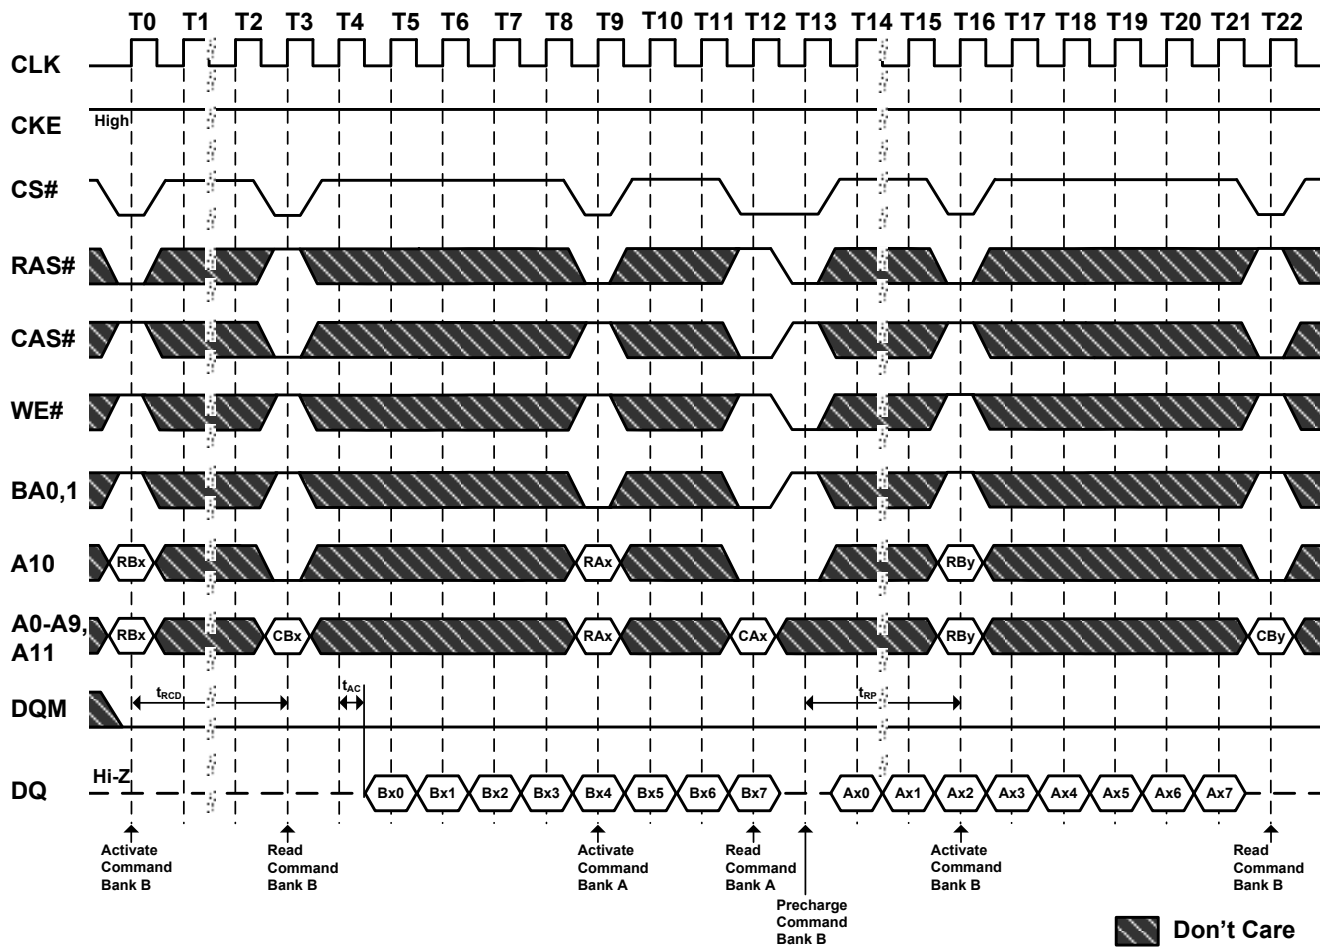 T0 T1 T2 T3 T4 T5 T6 T7 T8 T9 T10 T11 T12 T13 T14 T15 T16 T17 T18 T19 T20 T21 T22
CLK
CKE High
CS#
RAS#
CAS#
WE#
BA0,1
A10 RBx RAx RBy
A0-A9,
A11 RBx CBx RAx CAx RBy CBy
tRCD tAC tRP
DQM
Hi-Z
DQ Bx0 Bx1 Bx2 Bx3 Bx4 Bx5 Bx6 Bx7 Ax0 Ax1 Ax2 Ax3 Ax4 Ax5 Ax6 Ax7
Activate
Command
Bank B
Read
Command
Bank B
Activate
Command
Bank A
Read
Command
Bank A
Precharge
Command
Bank B
Activate
Command
Bank B
Read
Command
Bank B
Don't Care